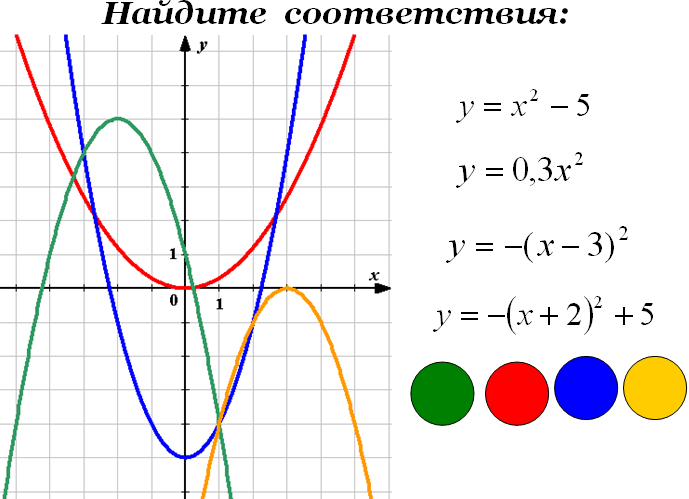 Найдите соответствия:
y
y = x² − 5
y = 0,3x²
y = −(x − 3)²
1
x
0
1
y = −(x + 2)² + 5